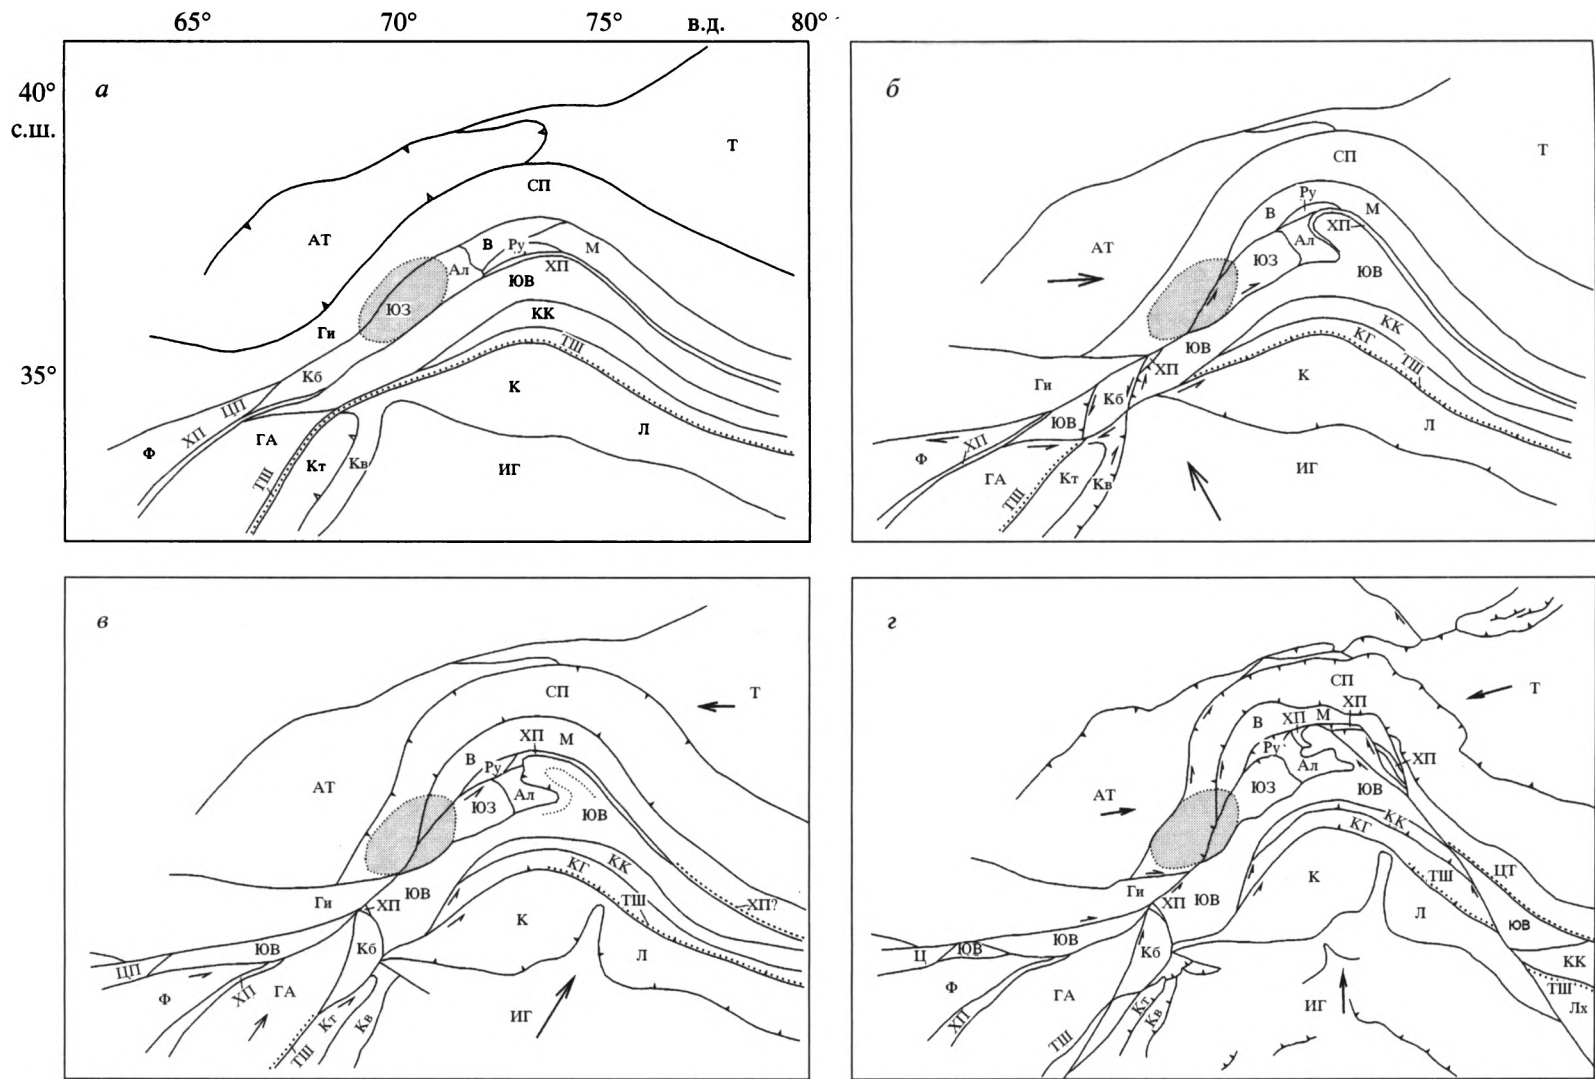 65° 70° 75° в.д. 80°
40°
с.ш.
35°
а
Т
СП
АТ
В Ру М
Ал ХП
ЮВ
ЮЗ
КК
Ги
ТШ
Кб
К
ЦП
ХП
ГА Л
Ф
Кт Кв ИГ
ТШ
б
Т
СП
Ру
В М
ХП
Ал
АТ ЮЗ
ЮВ
КК
КГ
ЮВ
ТШ
ХП К
Ги
Кб
ЮВ Л
Ф ХП
ИГ
ГА Кт Кв
ТШ
в
Т
СП
ХП М
В Ру
АТ Ал
ЮЗ
ЮВ
КК
КГ
ЮВ
Ги ХП ТШ ХП?
К
Кб
ЮВ Л
ЦП
Ф ХП
ГА ИГ
Кт Кв
ТШ
г
СП Т
ХП
В ХП М
Ру
Ал ХП
АТ ЮЗ
ЮВ
КК
КГ
ЦТ
Ги К ТШ
ХП ЮВ
Л ЮВ
ЮВ
Ц ЮВ Кб
КК
Ф ТШ
ГА Кт ИГ Лх
Кв
ХП
ТШ